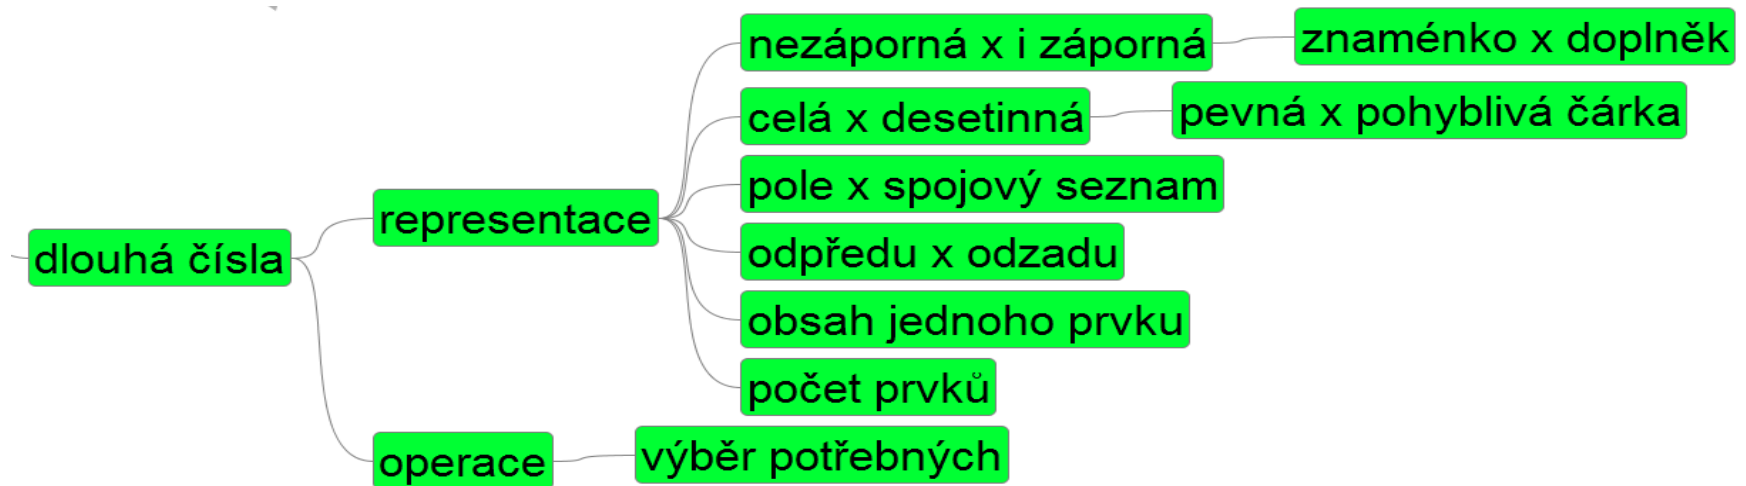 nezáporná x i záporná
znaménko x doplněk
celá x desetinná
pevná x pohyblivá čárka
pole x spojový seznam
representace
odpředu x odzadu
dlouhá čísla
obsah jednoho prvku
počet prvků
operace
výběr potřebných